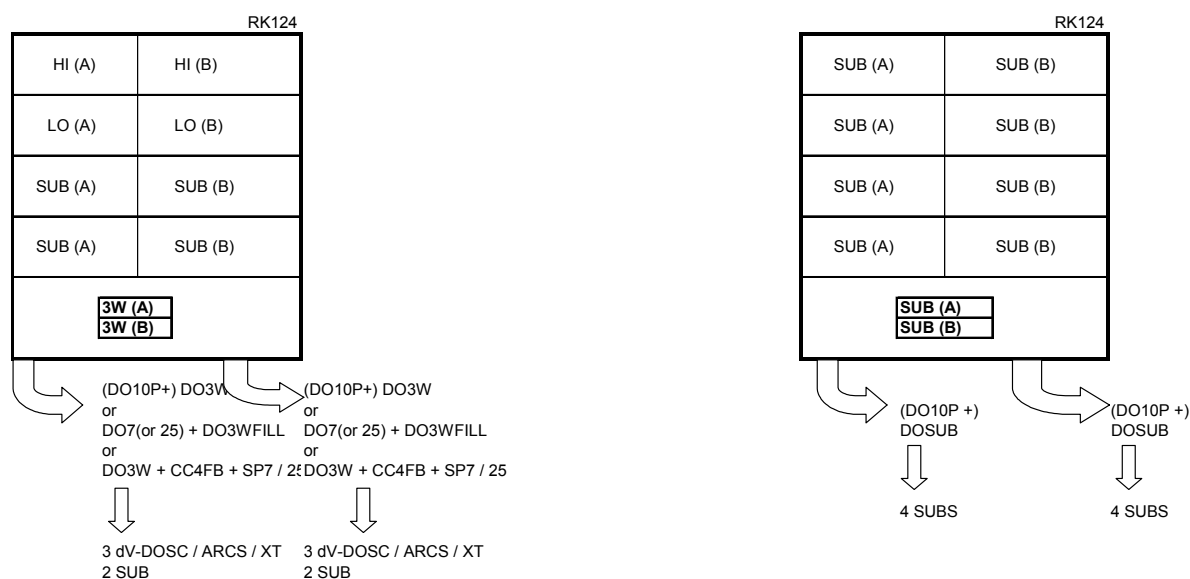 RK124
HI (A) HI (B)
LO (A) LO (B)
SUB (A) SUB (B)
SUB (A) SUB (B)
3W (A)
3W (B)
(DO10P+) DO3W
or
DO7(or 25) + DO3WFILL
or
DO3W + CC4FB + SP7 / 25
3 dV-DOSC / ARCS / XT
2 SUB
(DO10P+) DO3W
or
DO7(or 25) + DO3WFILL
or
DO3W + CC4FB + SP7 / 25
3 dV-DOSC / ARCS / XT
2 SUB
RK124
SUB (A) SUB (B)
SUB (A) SUB (B)
SUB (A) SUB (B)
SUB (A) SUB (B)
SUB (A)
SUB (B)
(DO10P +)
DOSUB
4 SUBS
(DO10P +)
DOSUB
4 SUBS